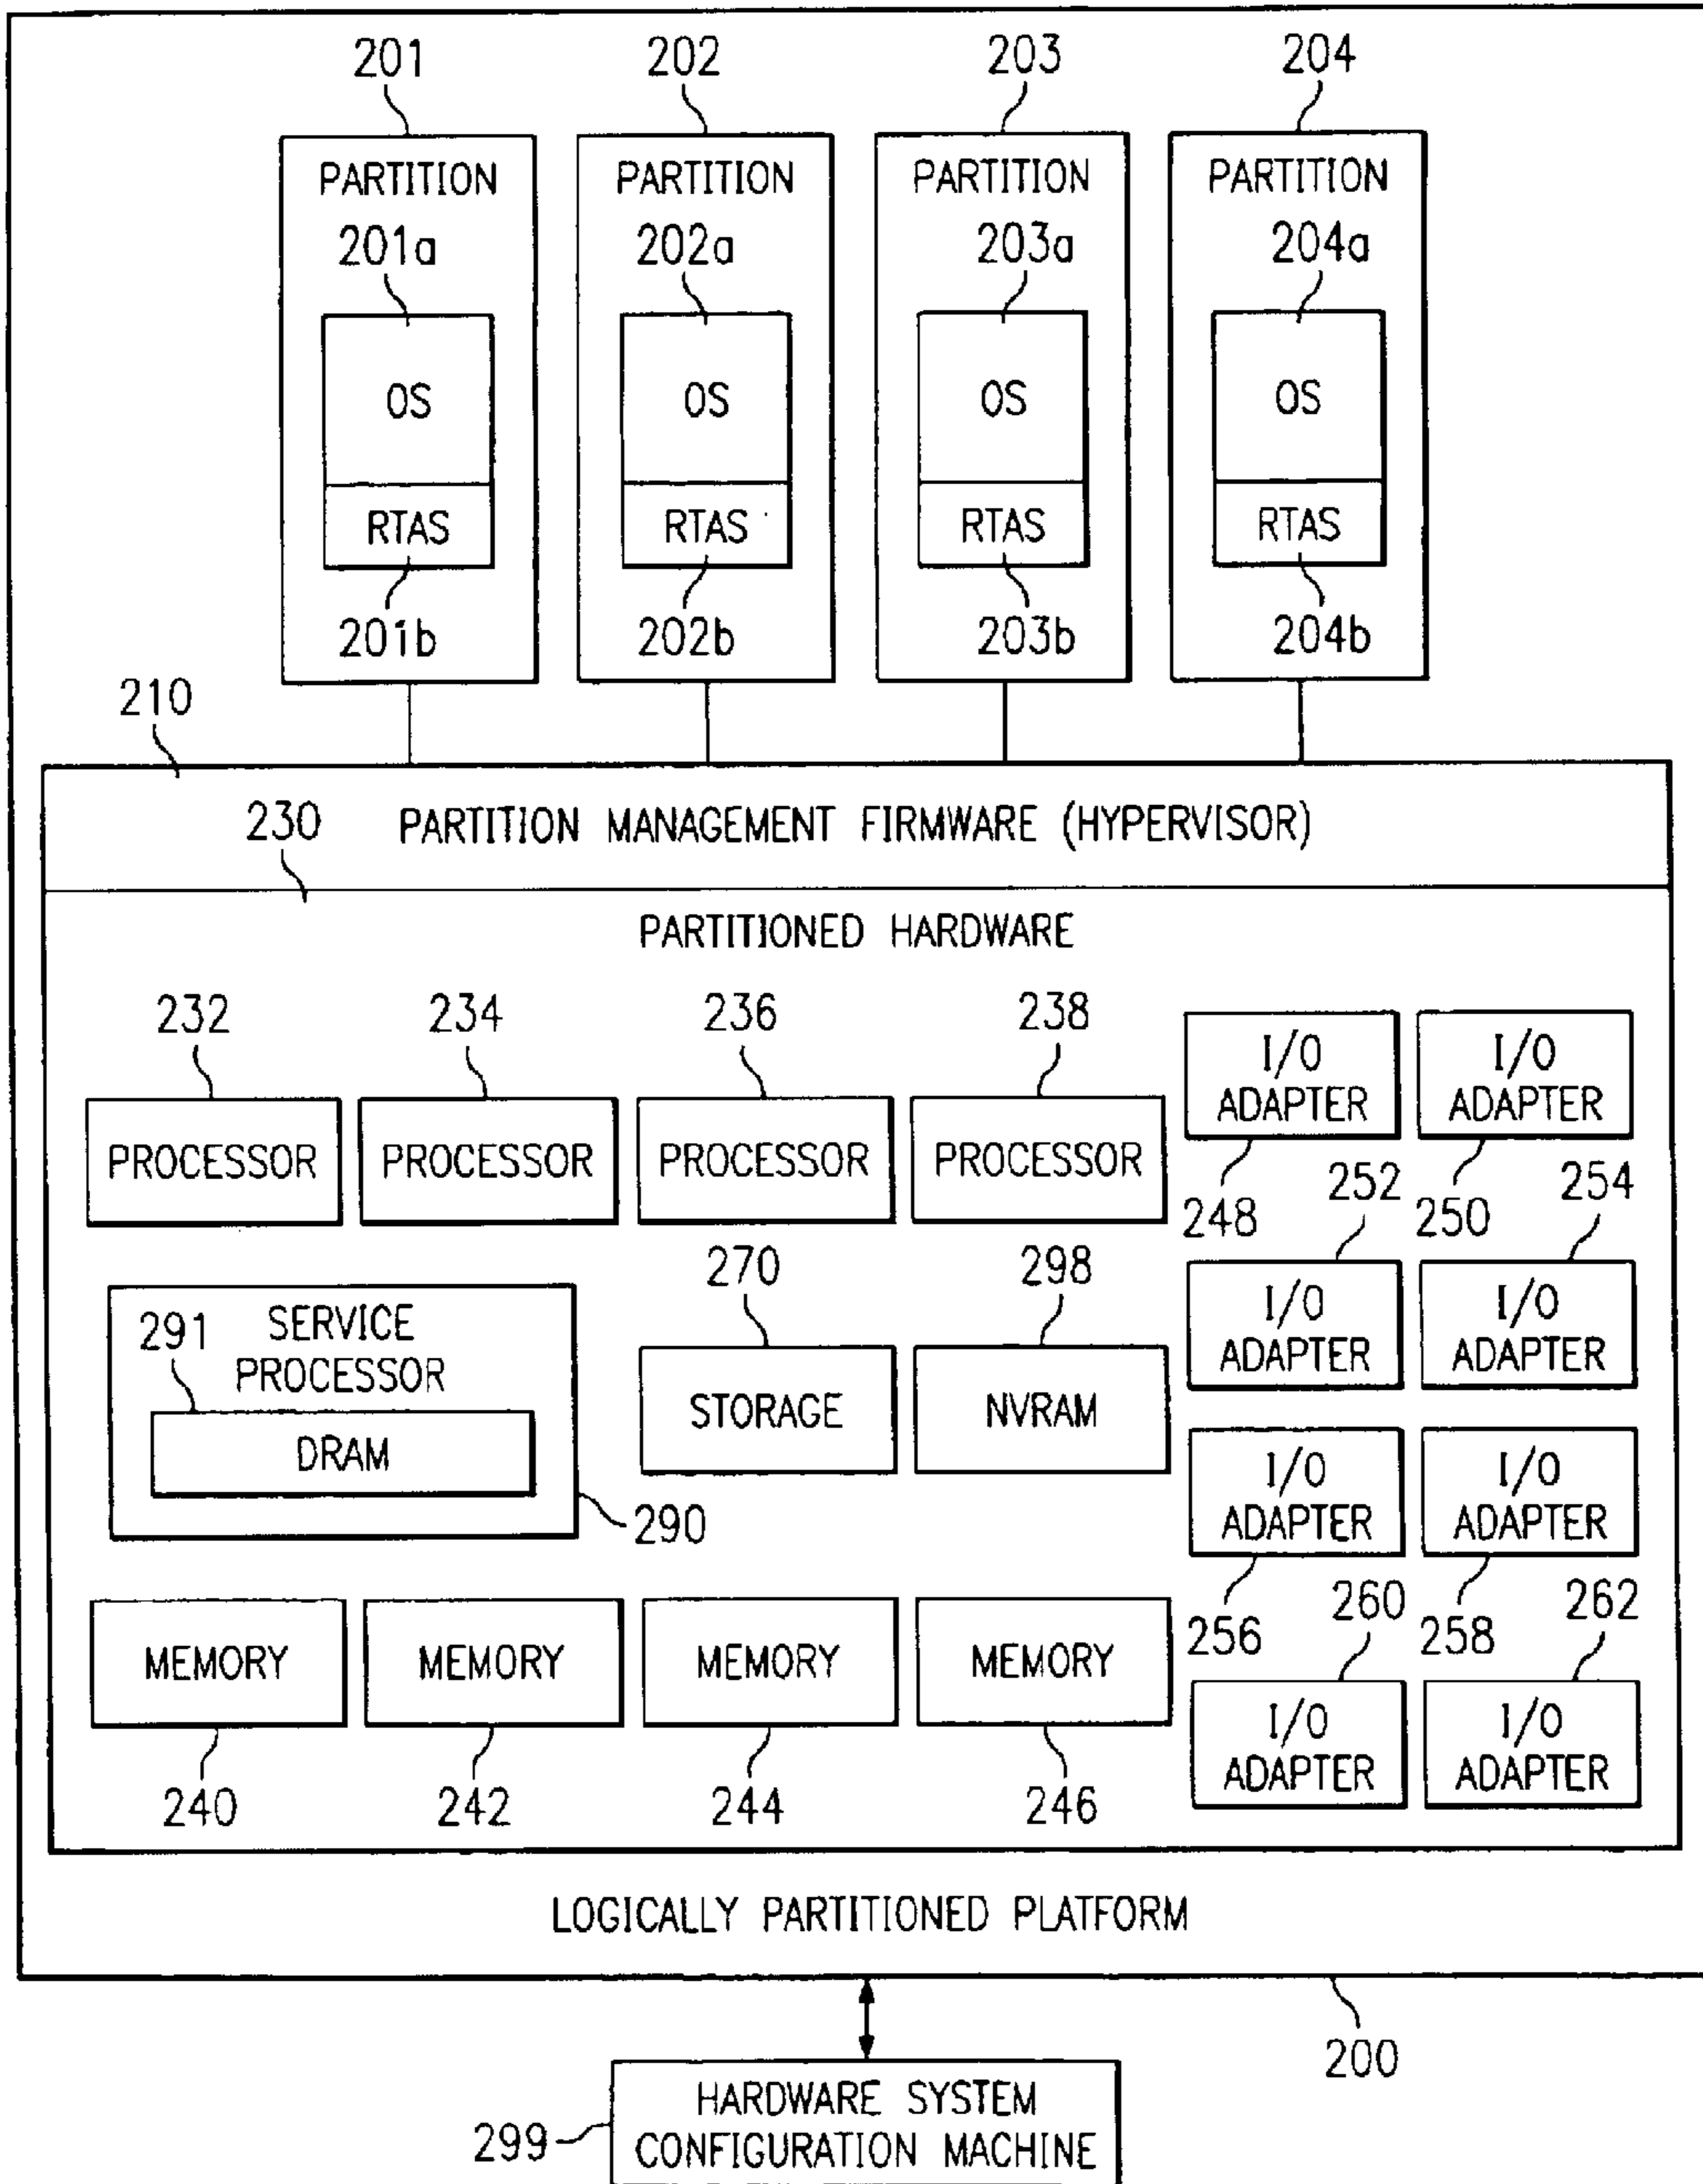 201 202 203 204
PARTITION PARTITION PARTITION PARTITION
201a 202a 203a 204a
OS OS OS OS
RTAS RTAS RTAS RTAS
201b 202b 203b 204b
210
PARTITION MANAGEMENT FIRMWARE (HYPERVISOR)
230
PARTITIONED HARDWARE
232 234 236 238
I/O ADAPTER
I/O ADAPTER
PROCESSOR PROCESSOR PROCESSOR PROCESSOR
248 252 250 254
270 298
SERVICE
PROCESSOR
291
DRAM
290
STORAGE NVRAM
I/O ADAPTER
I/O ADAPTER
I/O ADAPTER
I/O ADAPTER
256 260 258 262
MEMORY MEMORY MEMORY MEMORY
I/O ADAPTER
I/O ADAPTER
240 242 244 246
LOGICALLY PARTITIONED PLATFORM
200
HARDWARE SYSTEM
CONFIGURATION MACHINE
299